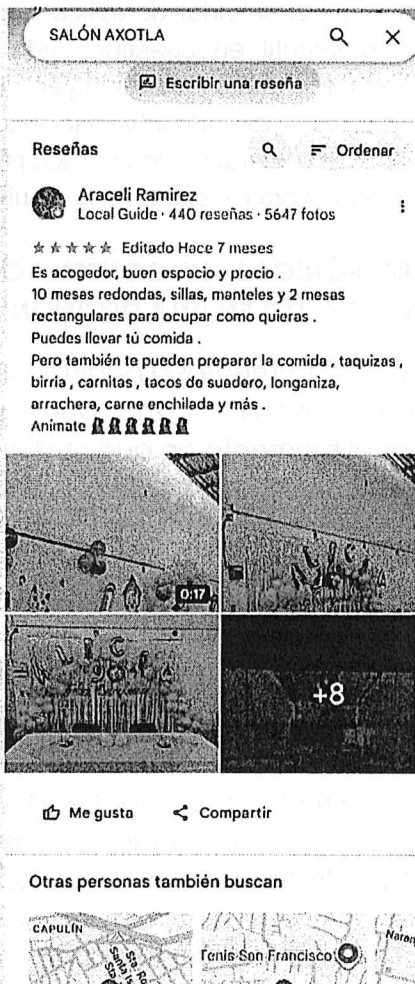 SALÓN AXOTLA
Escribir una reseña
Reseñas
Ordenar
Araceli Ramirez
Local Guide · 440 reseñas · 5647 fotos
Editado Hace 7 meses
Es acogedor, buen espacio y precio .
10 mesas redondas, sillas, manteles y 2 mesas
rectangulares para ocupar como quieras .
Puedes llevar tú comida .
Pero también te pueden preparar la comida , taquizas ,
birria , carnitas , tacos de suadero, longaniza,
arrachera, carne enchilada y más .
Anímate
0:17
+8
Me gusta
Compartir
Otras personas también buscan
CAPULÍN
Tenis San Francisco